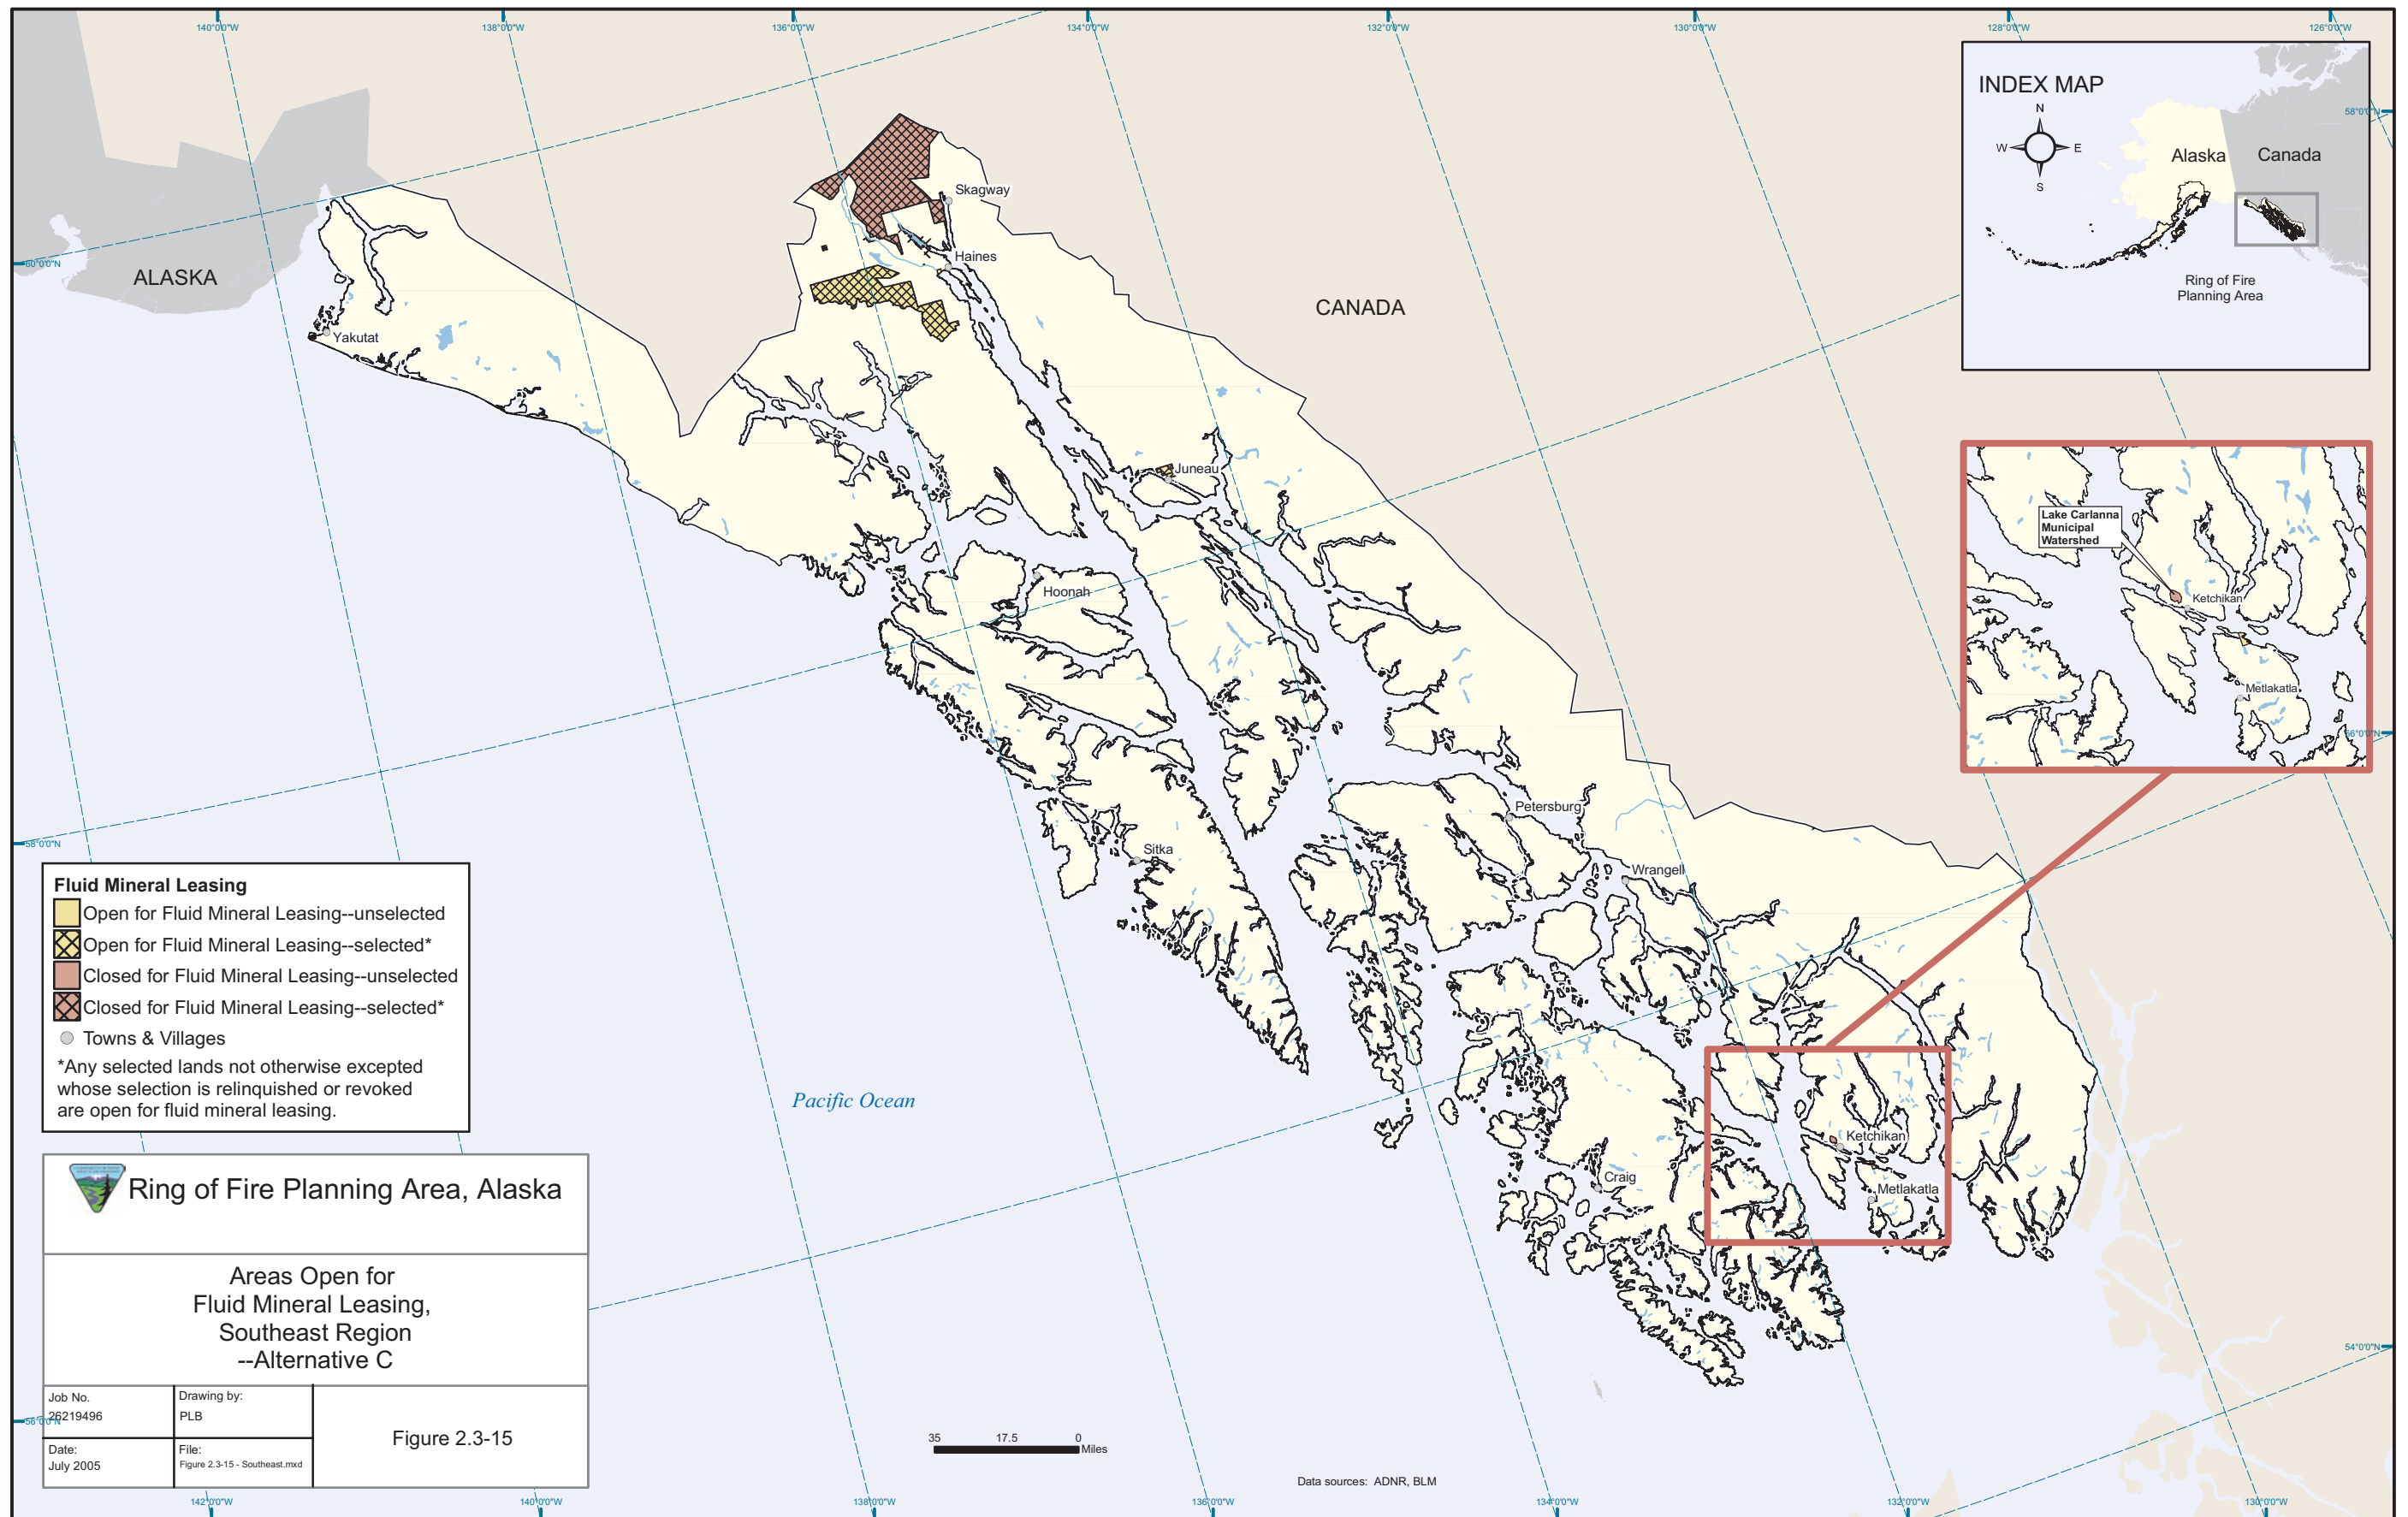 140°0'0"W
138°0'0"W
136°0'0"W
134°0'0"W
132°0'0"W
130°0'0"W
128°0'0"W
126°0'0"W
INDEX MAP
N
W
E
S
Alaska
Canada
Ring of Fire
Planning Area
58°0'0"N
60°0'0"N
ALASKA
CANADA
Skagway
Haines
Yakutat
Juneau
Hoonah
Sitka
Petersburg
Wrangell
Craig
Ketchikan
Metlakatla
Pacific Ocean
Lake Carlanna
Municipal
Watershed
Ketchikan
Metlakatla
56°0'0"N
58°0'0"N
54°0'0"N
Fluid Mineral Leasing
Open for Fluid Mineral Leasing--unselected
Open for Fluid Mineral Leasing--selected*
Closed for Fluid Mineral Leasing--unselected
Closed for Fluid Mineral Leasing--selected*
Towns & Villages
*Any selected lands not otherwise excepted
whose selection is relinquished or revoked
are open for fluid mineral leasing.
Ring of Fire Planning Area, Alaska
Areas Open for
Fluid Mineral Leasing,
Southeast Region
--Alternative C
Job No.
26219496
Drawing by:
PLB
56°0'0"N
Date:
July 2005
File:
Figure 2.3-15 - Southeast.mxd
Figure 2.3-15
35
17.5
0
Miles
Data sources: ADNR, BLM
142°0'0"W
140°0'0"W
138°0'0"W
136°0'0"W
134°0'0"W
132°0'0"W
130°0'0"W